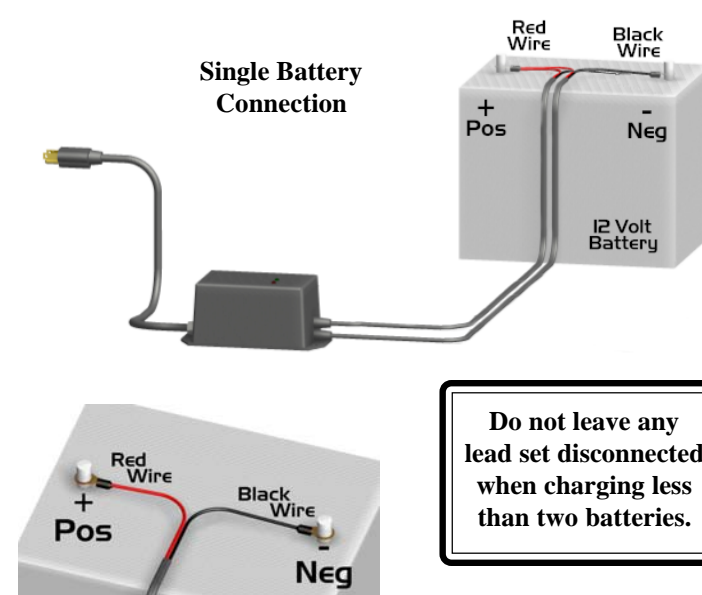 Single Battery
Connection
Red
Wire
Black
Wire
+
Pos
-
Neg
12 Volt
Battery
Red
Wire
+
Pos
Black
Wire
-
Neg
Do not leave any
lead set disconnected
when charging less
than two batteries.